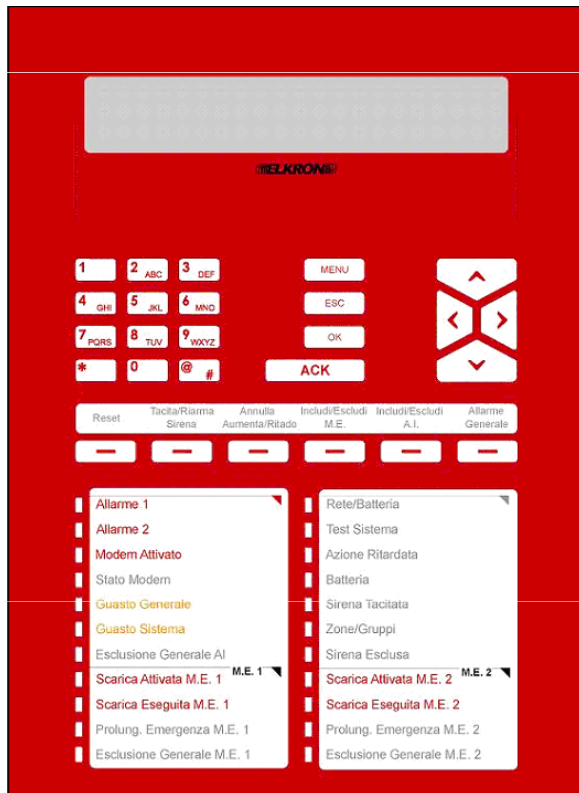 ELKRON
1 2 ABC 3 DEF MENU
4 GHI 5 JKL 6 MNO ESC
7 PQRS 8 TUV 9 WXYZ OK
* 0 @ # ACK
Reset Tacita/Riarma Sirena Annulla Aumenta/Ritado Includi/Escludi M.E. Includi/Escludi A.I. Allarme Generale
Allarme 1
Allarme 2
Modem Attivato
Stato Modern
Guasto Generale
Guasto Sistema
Esclusione Generale AI
M.E. 1
Scarica Attivata M.E. 1
Scarica Eseguita M.E. 1
Prolung. Emergenza M.E. 1
Esclusione Generale M.E. 1
Rete/Batteria
Test Sistema
Azione Ritardata
Batteria
Sirena Tacitata
Zone/Gruppi
Sirena Esclusa
M.E. 2
Scarica Attivata M.E. 2
Scarica Eseguita M.E. 2
Prolung. Emergenza M.E. 2
Esclusione Generale M.E. 2